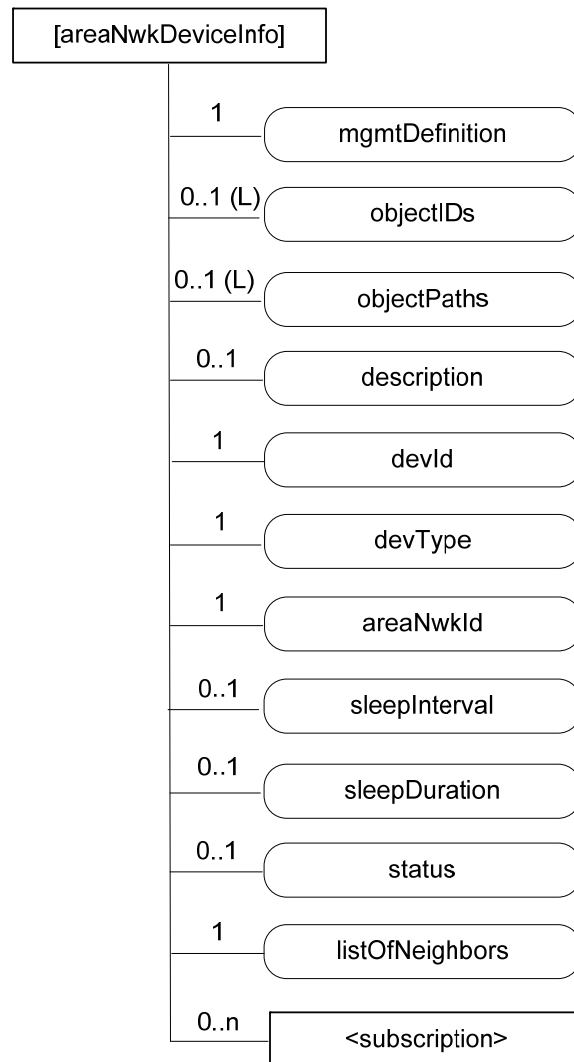 [areaNwkDeviceInfo]
1
mgmtDefinition
0..1 (L)
objectIDs
0..1 (L)
objectPaths
0..1
description
1
devId
1
devType
1
areaNwkId
0..1
sleepInterval
0..1
sleepDuration
0..1
status
1
listOfNeighbors
0..n
<subscription>